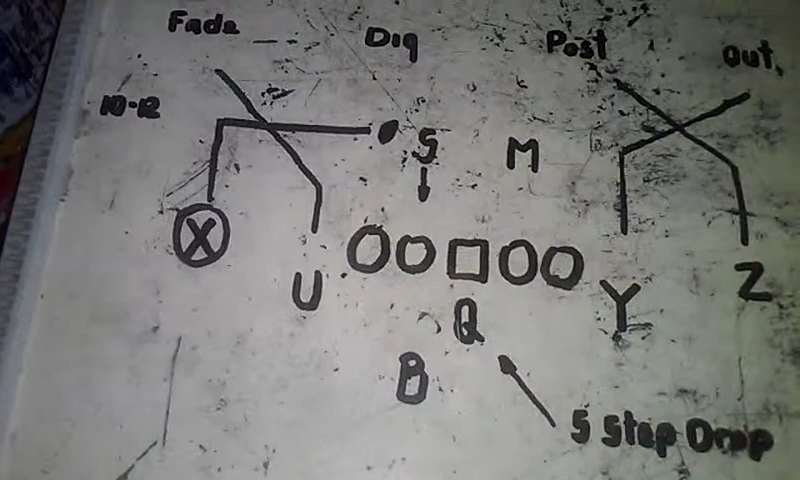 Fade Dig Post Out
10-12
S M
X
U Y Z
Q
B
5 Step Drop